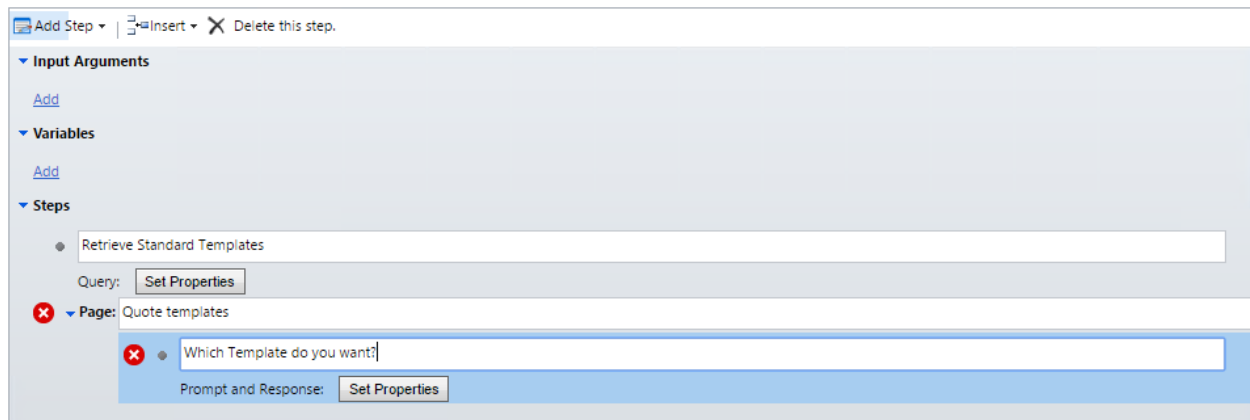 Add Step Insert Delete this step.
Input Arguments
Add
Variables
Add
Steps
Retrieve Standard Templates
Query: Set Properties
Page: Quote templates
Which Template do you want?
Prompt and Response: Set Properties